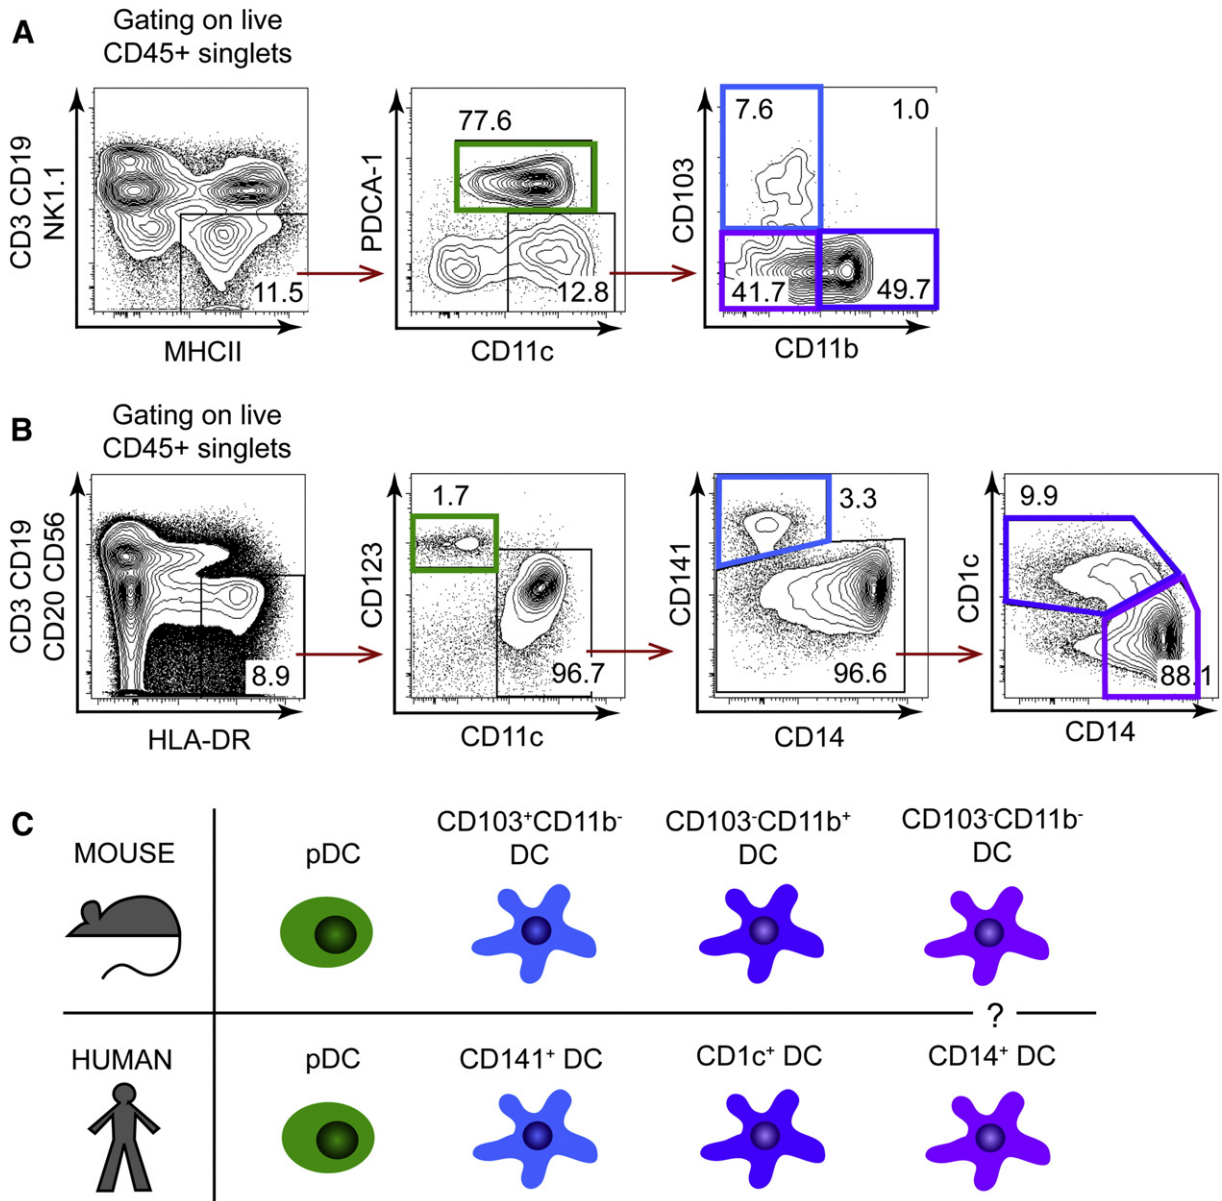 A
Gating on live
CD45+ singlets
CD3 CD19
NK1.1
11.5
MHCII
77.6
PDCA-1
12.8
CD11c
7.6
1.0
CD103
41.7
49.7
CD11b
B
Gating on live
CD45+ singlets
CD3 CD19
CD20 CD56
8.9
HLA-DR
1.7
CD123
96.7
CD11c
3.3
CD141
96.6
CD14
9.9
CD1c
88.1
CD14
C
MOUSE
pDC
CD103⁺CD11b⁻
DC
CD103⁻CD11b⁺
DC
CD103⁻CD11b⁻
DC
?
HUMAN
pDC
CD141⁺ DC
CD1c⁺ DC
CD14⁺ DC